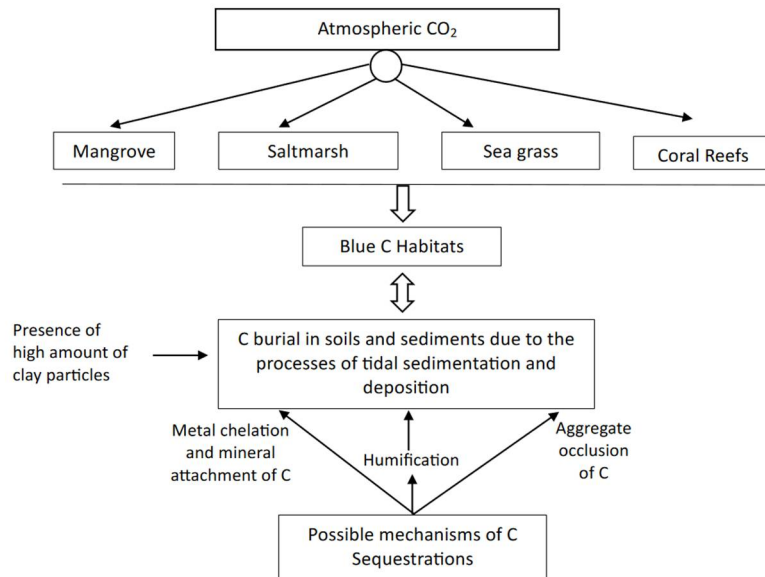 Atmospheric CO₂
Mangrove
Saltmarsh
Sea grass
Coral Reefs
Blue C Habitats
Presence of
high amount of
clay particles
C burial in soils and sediments due to the
processes of tidal sedimentation and
deposition
Metal chelation
and mineral
attachment of C
Humification
Aggregate
occlusion
of C
Possible mechanisms of C
Sequestrations